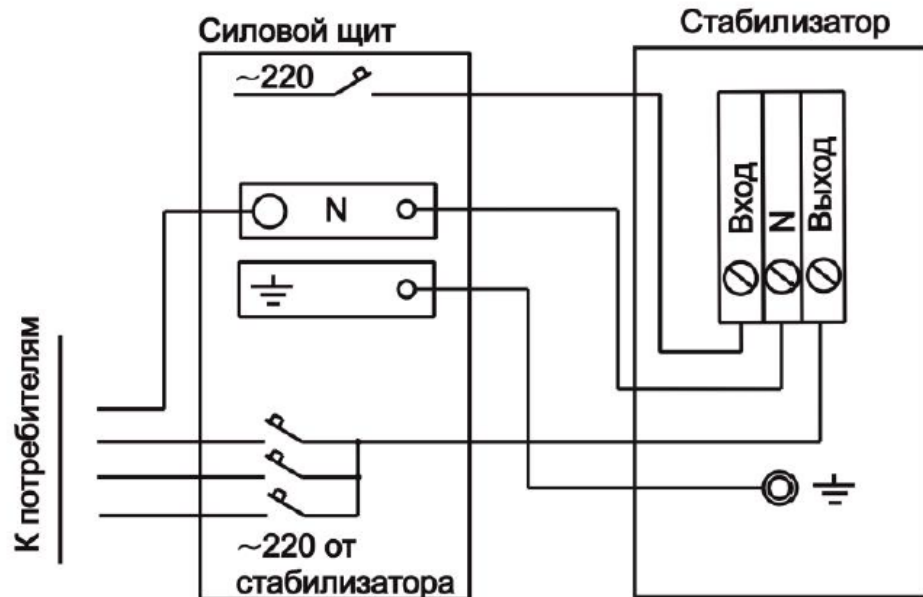 Силовой щит
Стабилизатор
~220
Вход
N
Выход
N
К потребителям
~220 от
стабилизатора